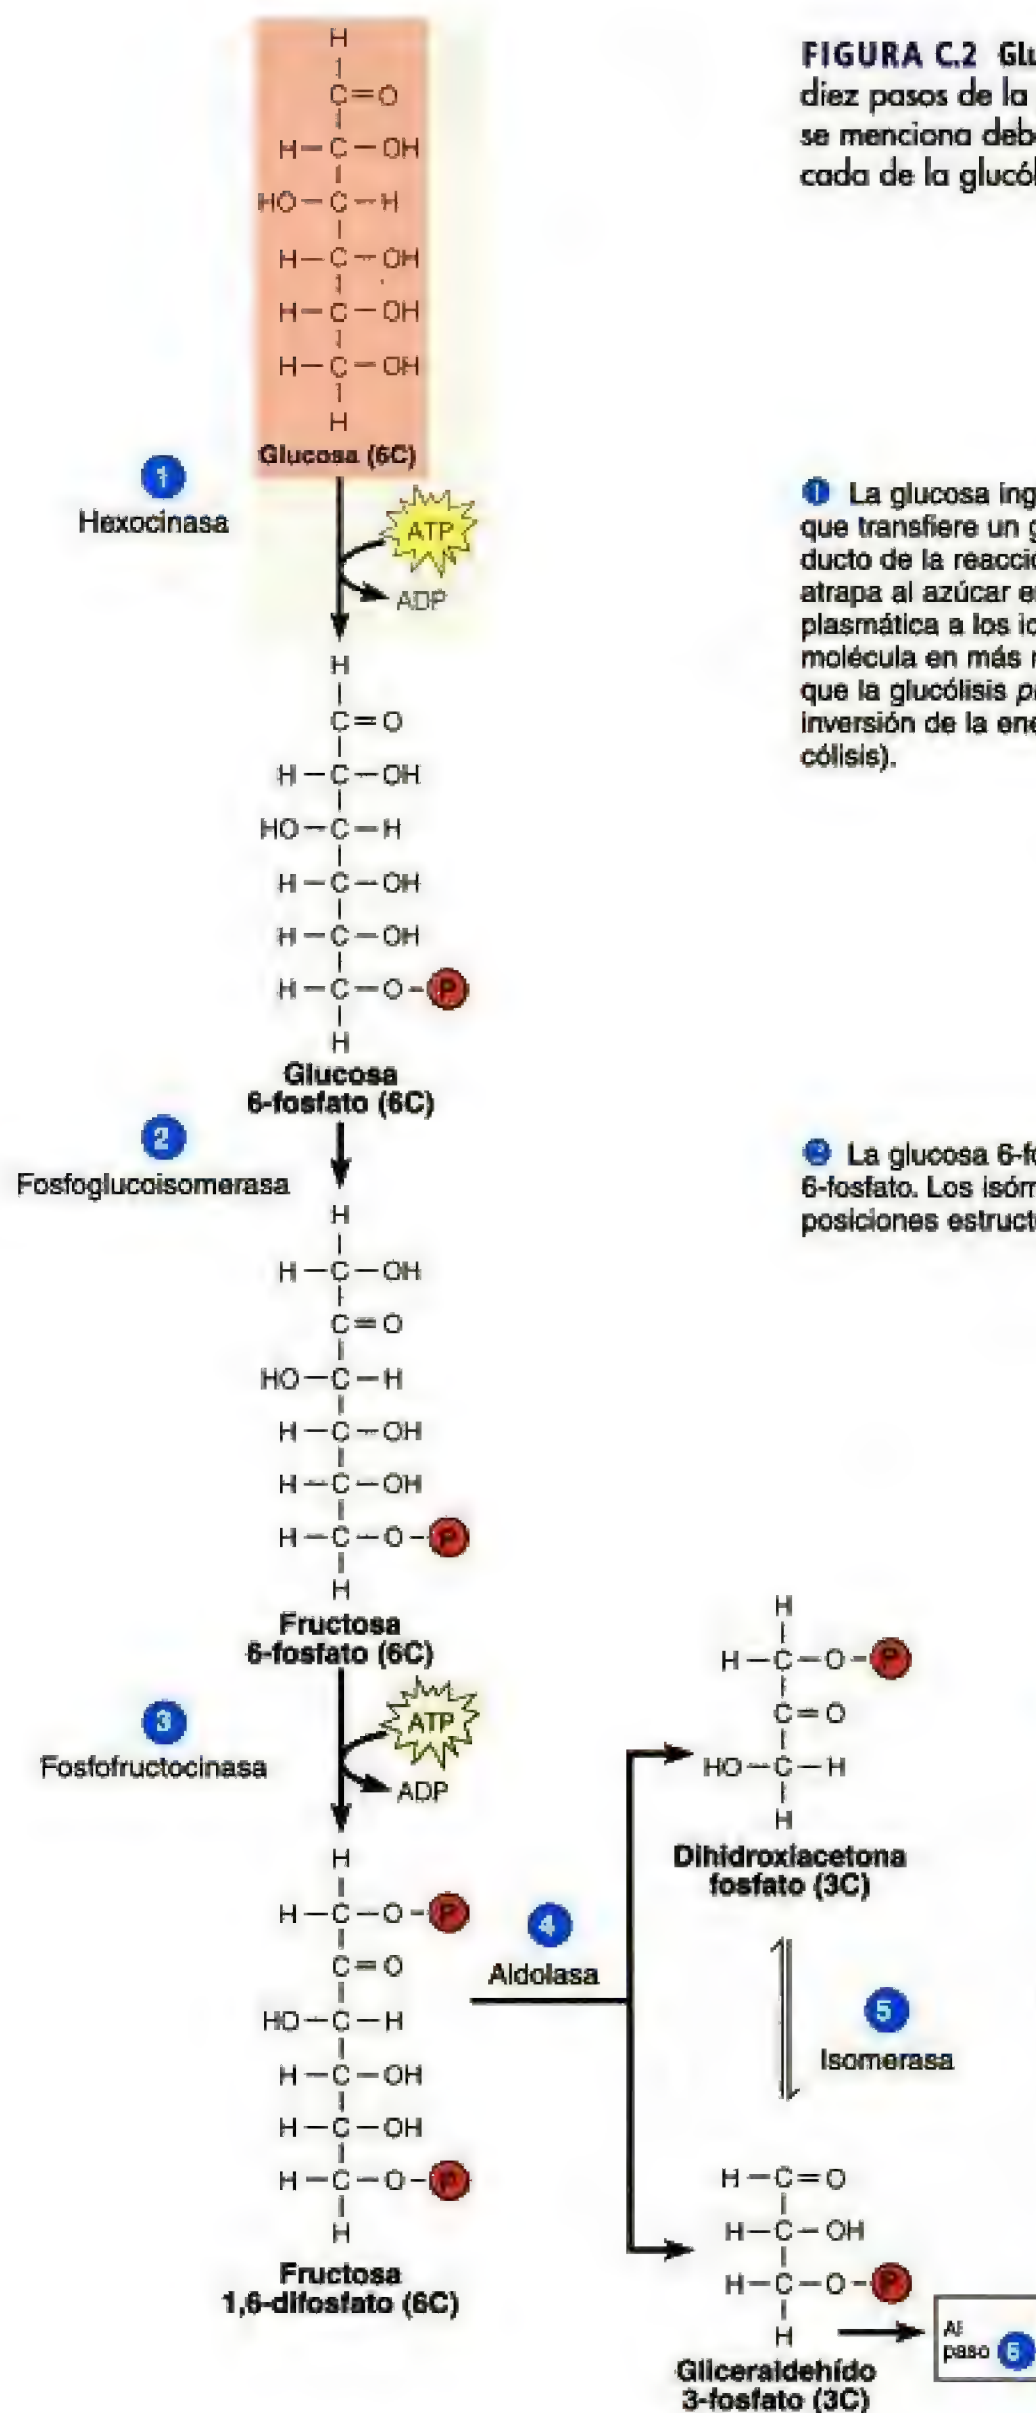 FIGURA C.2 Glu
diez pasos de la
se menciona deb
cada de la glucól
H
C=O
H–C–OH
HO–C–H
H–C–OH
H–C–OH
H–C–OH
H
Glucosa (6C)
1
Hexocinasa
ATP
ADP
1 La glucosa ing
que transfiere un g
ducto de la reacció
atrapa al azúcar e
plasmática a los io
molécula en más r
que la glucólisis p
inversión de la ene
cólisis).
H
C=O
H–C–OH
HO–C–H
H–C–OH
H–C–OH
H–C–O–P
H
Glucosa
6-fosfato (6C)
2
Fosfoglucoisomerasa
2 La glucosa 6-fo
6-fosfato. Los isóm
posiciones estructu
H
H–C–OH
C=O
HO–C–H
H–C–OH
H–C–OH
H–C–O–P
H
Fructosa
6-fosfato (6C)
3
Fosfofructocinasa
ATP
ADP
H
H–C–O–P
C=O
HO–C–H
H–C–OH
H–C–OH
H–C–O–P
H
Fructosa
1,6-difosfato (6C)
4
Aldolasa
H
H–C–O–P
C=O
HO–C–H
H
Dihidroxiacetona
fosfato (3C)
5
Isomerasa
H–C=O
H–C–OH
H–C–O–P
H
Gliceraldehído
3-fosfato (3C)
Al
paso 6